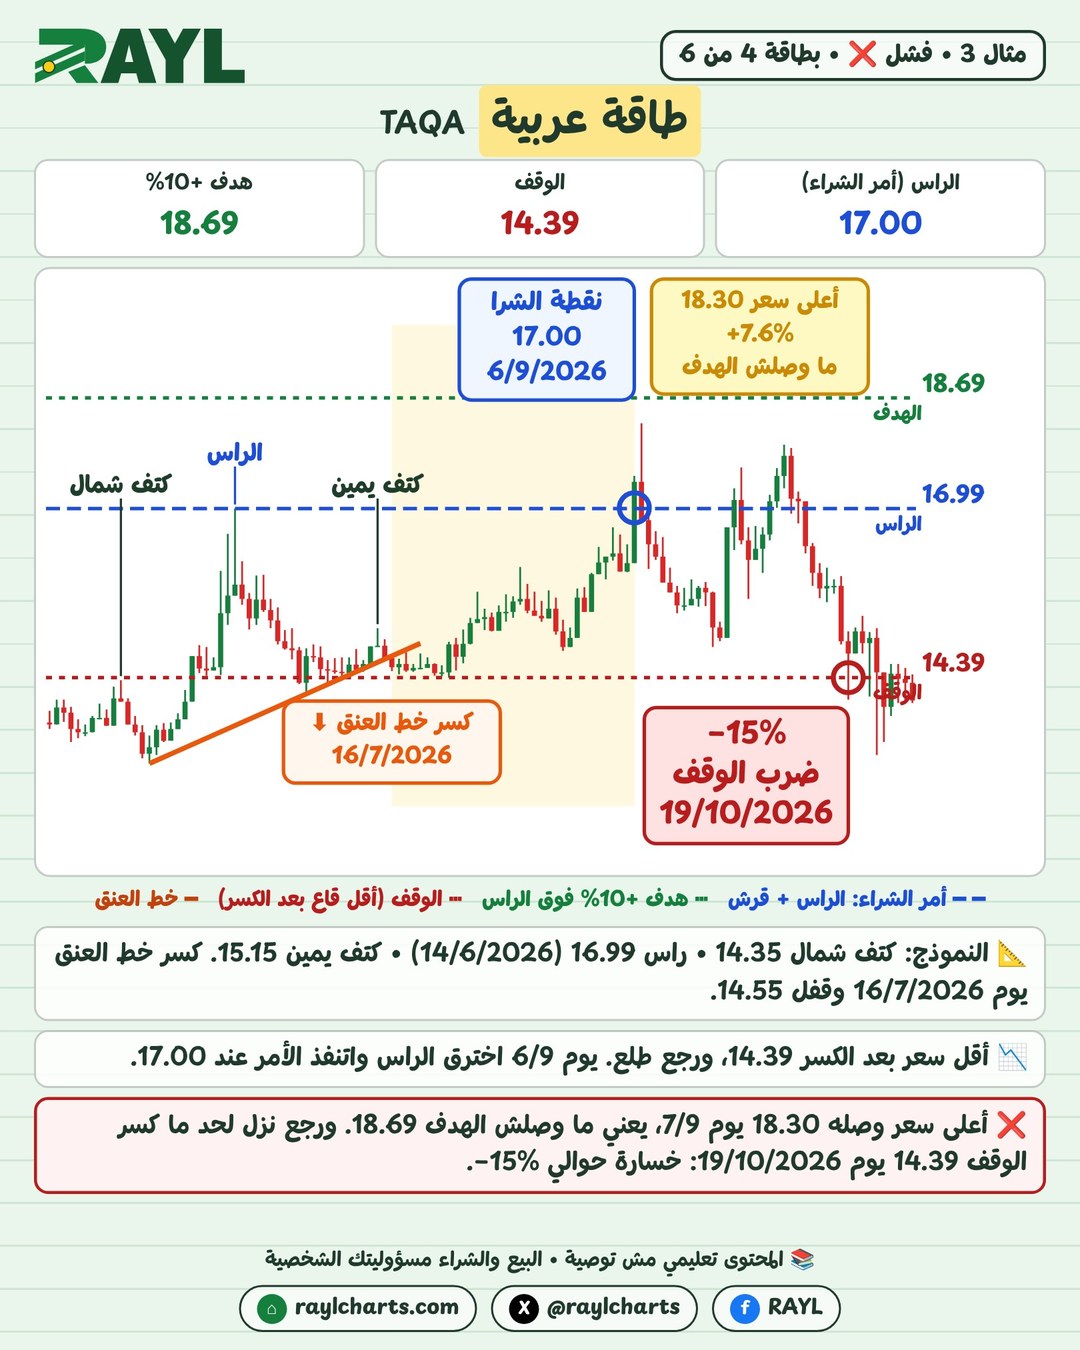 RAYL
مثال 3 • فشل ❌ • بطاقة 4 من 6
طاقة عربية TAQA
الراس (أمر الشراء)
17.00
الوقف
14.39
هدف +10%
18.69
نقطة الشرا
17.00
6/9/2026
أعلى سعر 18.30
+7.6%
ما وصلش الهدف
18.69
الهدف
الراس
كتف شمال
كتف يمين
16.99
الراس
14.39
الوقف
كسر خط العنق ⬇
16/7/2026
−15%
ضرب الوقف
19/10/2026
أمر الشراء: الراس + قرش
هدف +10% فوق الراس
الوقف (أقل قاع بعد الكسر)
خط العنق
📐 النموذج: كتف شمال 14.35 • راس 16.99 (14/6/2026) • كتف يمين 15.15. كسر خط العنق
يوم 16/7/2026 وقفل 14.55.
📉 أقل سعر بعد الكسر 14.39، ورجع طلع. يوم 6/9 اخترق الراس واتنفذ الأمر عند 17.00.
❌ أعلى سعر وصله 18.30 يوم 7/9، يعني ما وصلش الهدف 18.69. ورجع نزل لحد ما كسر
الوقف 14.39 يوم 19/10/2026: خسارة حوالي −15%.
📚 المحتوى تعليمي مش توصية • البيع والشراء مسؤوليتك الشخصية
raylcharts.com
X @raylcharts
f RAYL